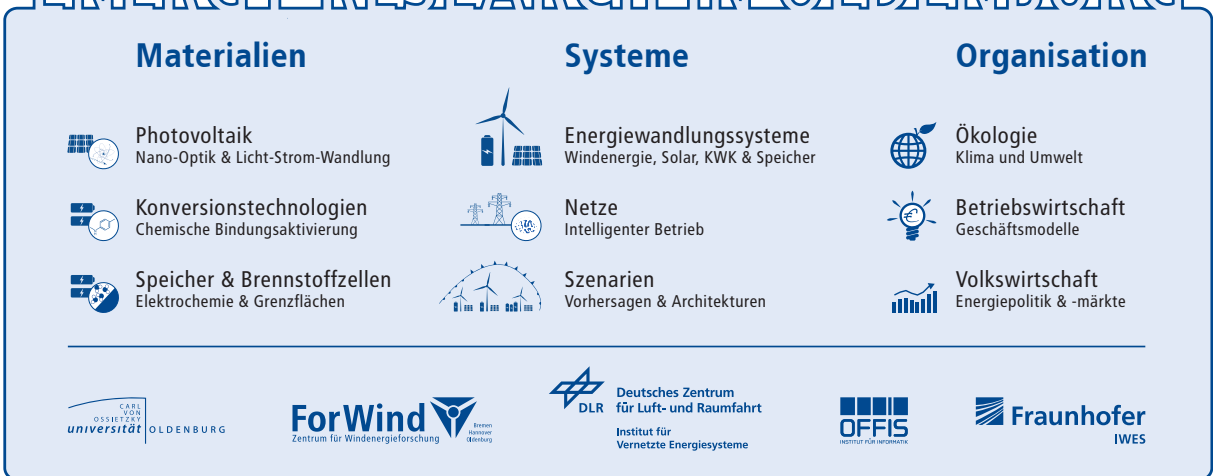 Materialien
Photovoltaik
Nano-Optik & Licht-Strom-Wandlung
Konversionstechnologien
Chemische Bindungsaktivierung
Speicher & Brennstoffzellen
Elektrochemie & Grenzflächen
Systeme
Energiewandlungssysteme
Windenergie, Solar, KWK & Speicher
Netze
Intelligenter Betrieb
Szenarien
Vorhersagen & Architekturen
Organisation
Ökologie
Klima und Umwelt
Betriebswirtschaft
Geschäftsmodelle
Volkswirtschaft
Energiepolitik & -märkte
CARL
VON
OSSIETZKY
universität OLDENBURG
ForWind
Zentrum für Windenergieforschung
Bremen
Hannover
Oldenburg
DLR
Deutsches Zentrum
für Luft- und Raumfahrt
Institut für
Vernetzte Energiesysteme
OFFIS
INSTITUT FÜR INFORMATIK
Fraunhofer
IWES